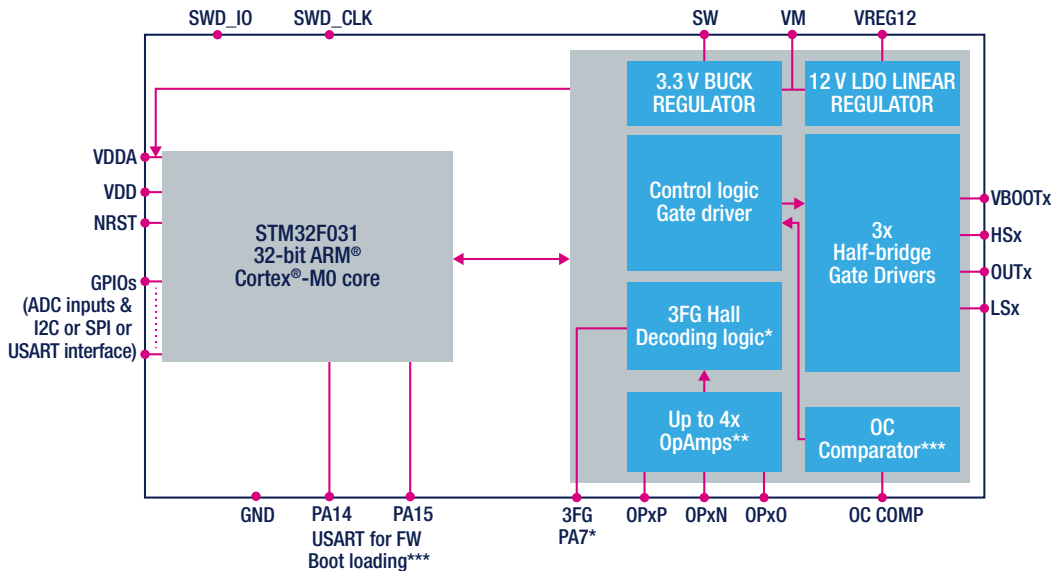 SWD_IO
SWD_CLK
SW
VM
VREG12
3.3 V BUCK
REGULATOR
12 V LDO LINEAR
REGULATOR
VDDA
VDD
NRST
GPIOs
(ADC inputs &
I2C or SPI or
USART interface)
STM32F031
32-bit ARM®
Cortex®-M0 core
Control logic
Gate driver
3x
Half-bridge
Gate Drivers
VBOOTx
HSx
OUTx
LSx
3FG Hall
Decoding logic*
Up to 4x
OpAmps**
OC
Comparator***
GND
PA14
PA15
USART for FW
Boot loading***
3FG
PA7*
OPxP
OPxN
OPxO
OC COMP